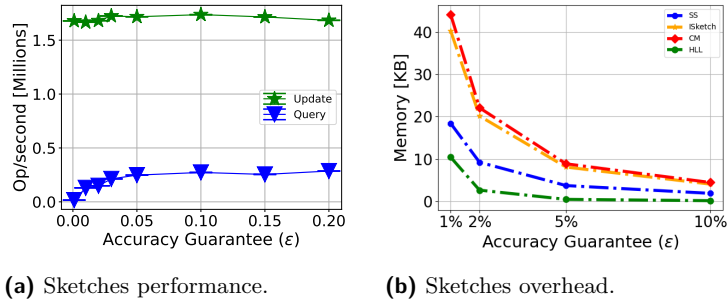 Op/second [Millions]
1.5
1.0
0.5
0.0
Update
Query
0.00 0.05 0.10 0.15 0.20
Accuracy Guarantee (ε)
(a) Sketches performance.
Memory [KB]
40
30
20
10
0
SS
ISketch
CM
HLL
1% 2% 5% 10%
Accuracy Guarantee (ε)
(b) Sketches overhead.